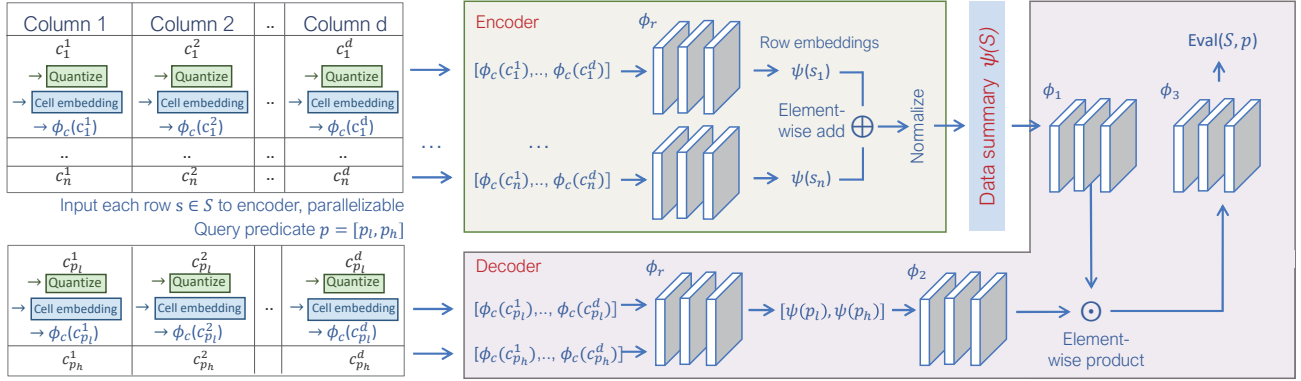 Column 1 Column 2 .. Column d
c_1^1 c_1^2 c_1^d
→ Quantize → Quantize → Quantize
→ Cell embedding → Cell embedding .. → Cell embedding
→ ϕ_c(c_1^1) → ϕ_c(c_1^2) → ϕ_c(c_1^d)
.. .. .. ..
c_n^1 c_n^2 .. c_n^d
Input each row s ∈ S to encoder, parallelizable
Query predicate p = [p_l, p_h]
c_{p_l}^1 c_{p_l}^2 c_{p_l}^d
→ Quantize → Quantize → Quantize
→ Cell embedding → Cell embedding .. → Cell embedding
→ ϕ_c(c_{p_l}^1) → ϕ_c(c_{p_l}^2) → ϕ_c(c_{p_l}^d)
c_{p_h}^1 c_{p_h}^2 c_{p_h}^d
Encoder
ϕ_r
Row embeddings
[ϕ_c(c_1^1),.., ϕ_c(c_1^d)]
ψ(s_1)
Element-
wise add
⊕
Normalize
... ...
[ϕ_c(c_n^1),.., ϕ_c(c_n^d)]
ψ(s_n)
Data summary ψ(S)
ϕ_1
ϕ_3
Eval(S, p)
Decoder
ϕ_r
[ϕ_c(c_{p_l}^1),.., ϕ_c(c_{p_l}^d)]
[ϕ_c(c_{p_h}^1),.., ϕ_c(c_{p_h}^d)]
[ψ(p_l), ψ(p_h)]
ϕ_2
⊙
Element-
wise product